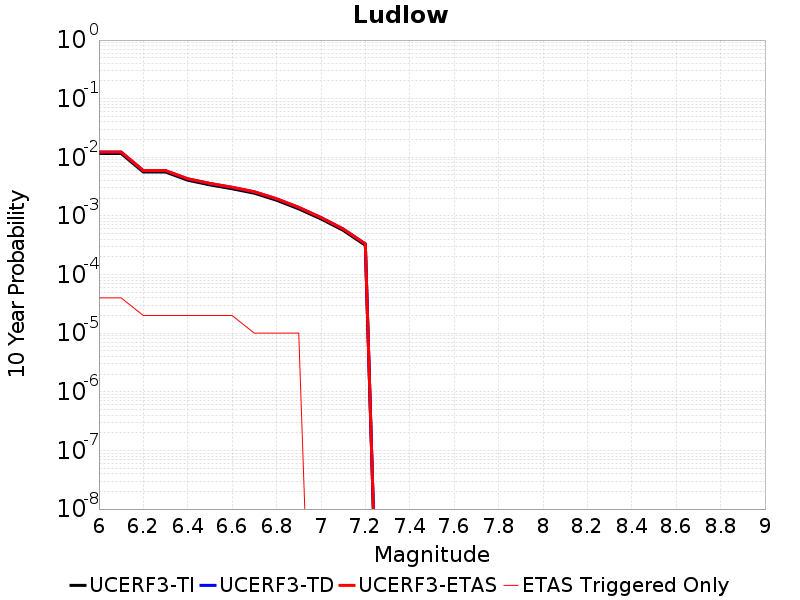 Ludlow
10^0
10^-1
10^-2
10^-3
10^-4
10^-5
10^-6
10^-7
10^-8
10 Year Probability
6 6.2 6.4 6.6 6.8 7 7.2 7.4 7.6 7.8 8 8.2 8.4 8.6 8.8 9
Magnitude
UCERF3-TI UCERF3-TD UCERF3-ETAS ETAS Triggered Only